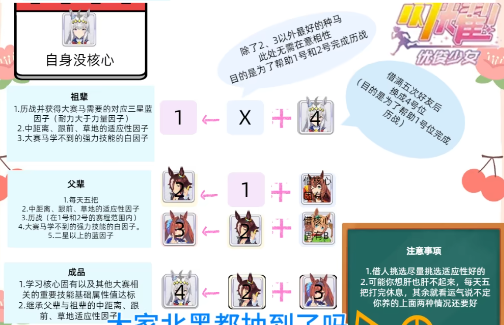 自身没核心
除了2、3以外最好的种马
此处无需在意相性
目的是为了帮助1号和2号完成历战
优俊少女
借满五次好友后
换成4号位
(目的是为了帮助1号位完成
历战)
祖辈
1.历战并获得大赛马需要的对应三星蓝
因子（耐力大于力量因子）
2.中距离、跟前、草地的适应性因子
3.大赛马学不到的强力技能的白因子
1 ← X + 4
父辈
1.每天五把
2.中距离、跟前、草地的适性因子
3.历战（在1号和2号的赛程范围内）
4.大赛马学不到的强力技能的白因子。
5.二星以上的蓝因子
2 ← 1 +
3 ← 2 +
成品
1.学习核心固有以及其他大赛相
关的重要技能基础属性值达标
2.继承父辈与祖辈的中距离、跟
前、草地适应性因子
4 ← 2 + 3
注意事项
1.借人挑选尽量挑选适应性好的
2.可能你想肝也肝不起来，每天五
把打完休息，其余就看运气说不定
你养的上面两种情况还要好
大家北黑都抽到了吗